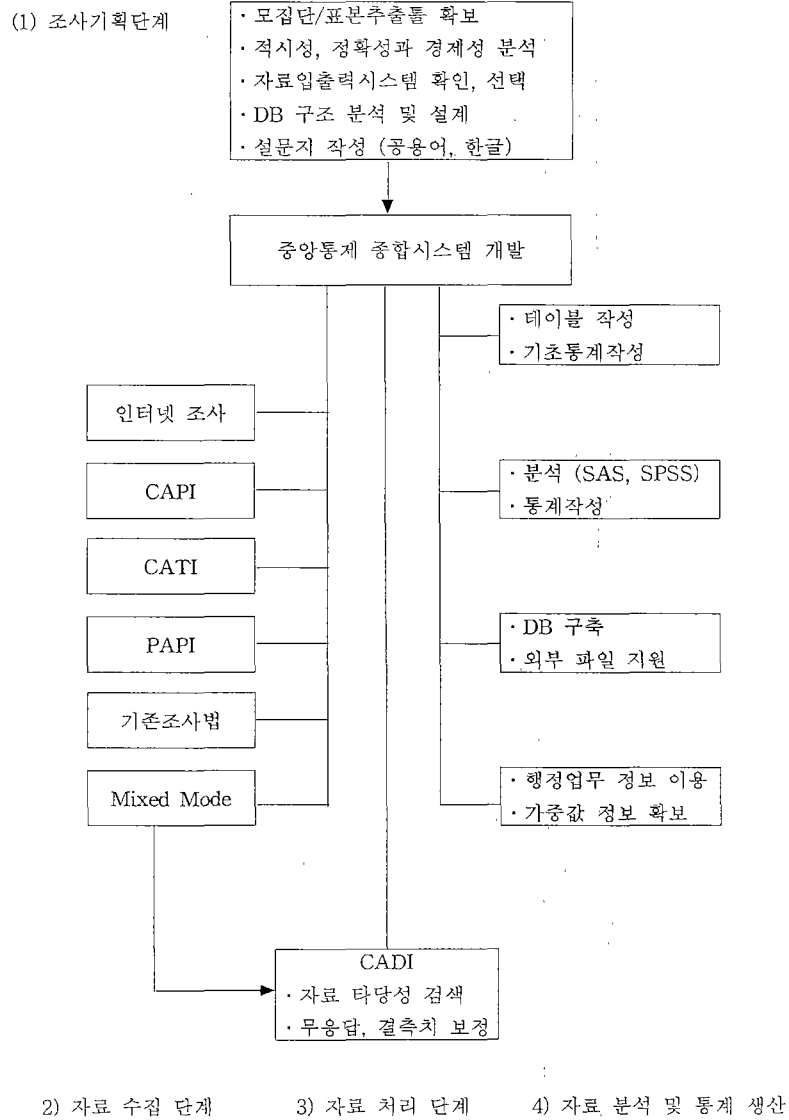 (1) 조사기획단계
· 모집단/표본추출틀 확보
· 적시성, 정확성과 경제성 분석
· 자료입출력시스템 확인, 선택
· DB 구조 분석 및 설계
· 설문지 작성 (공용어, 한글)
중앙통제 종합시스템 개발
· 테이블 작성
· 기초통계작성
인터넷 조사
CAPI
· 분석 (SAS, SPSS)
· 통계작성
CATI
PAPI
· DB 구축
· 외부 파일 지원
기존조사법
Mixed Mode
· 행정업무 정보 이용
· 가중값 정보 확보
CADI
· 자료 타당성 검색
· 무응답, 결측치 보정
2) 자료 수집 단계 3) 자료 처리 단계 4) 자료 분석 및 통계 생산